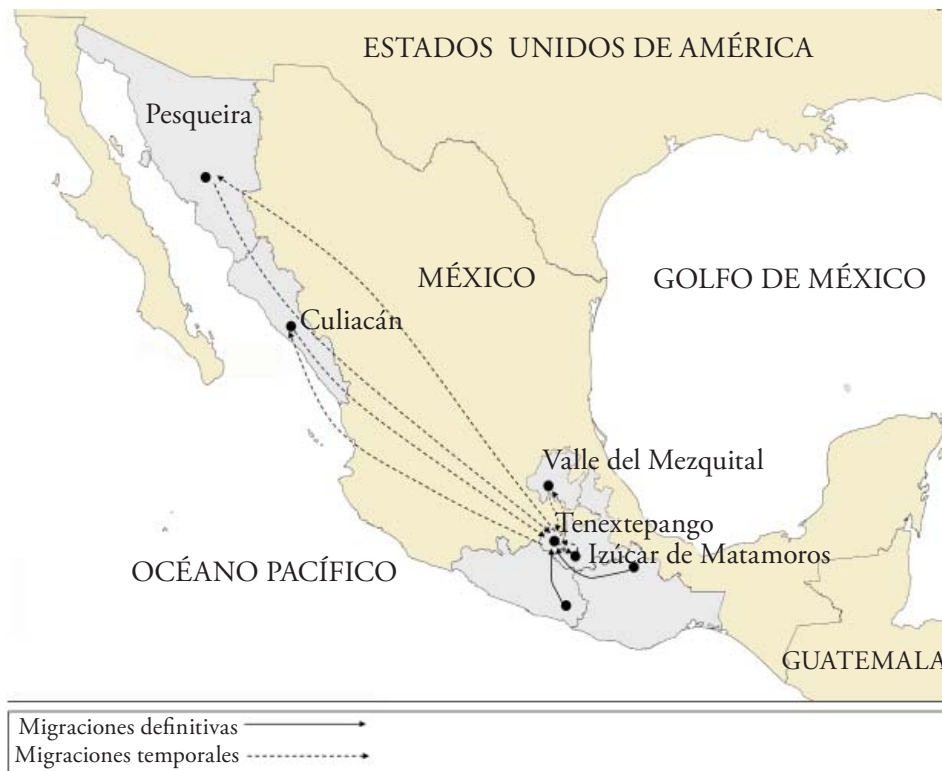 ESTADOS UNIDOS DE AMÉRICA
Pesqueira
MÉXICO
GOLFO DE MÉXICO
Culiacán
Valle del Mezquital
Tenextepango
Izúcar de Matamoros
OCÉANO PACÍFICO
GUATEMALA
Migraciones definitivas
Migraciones temporales